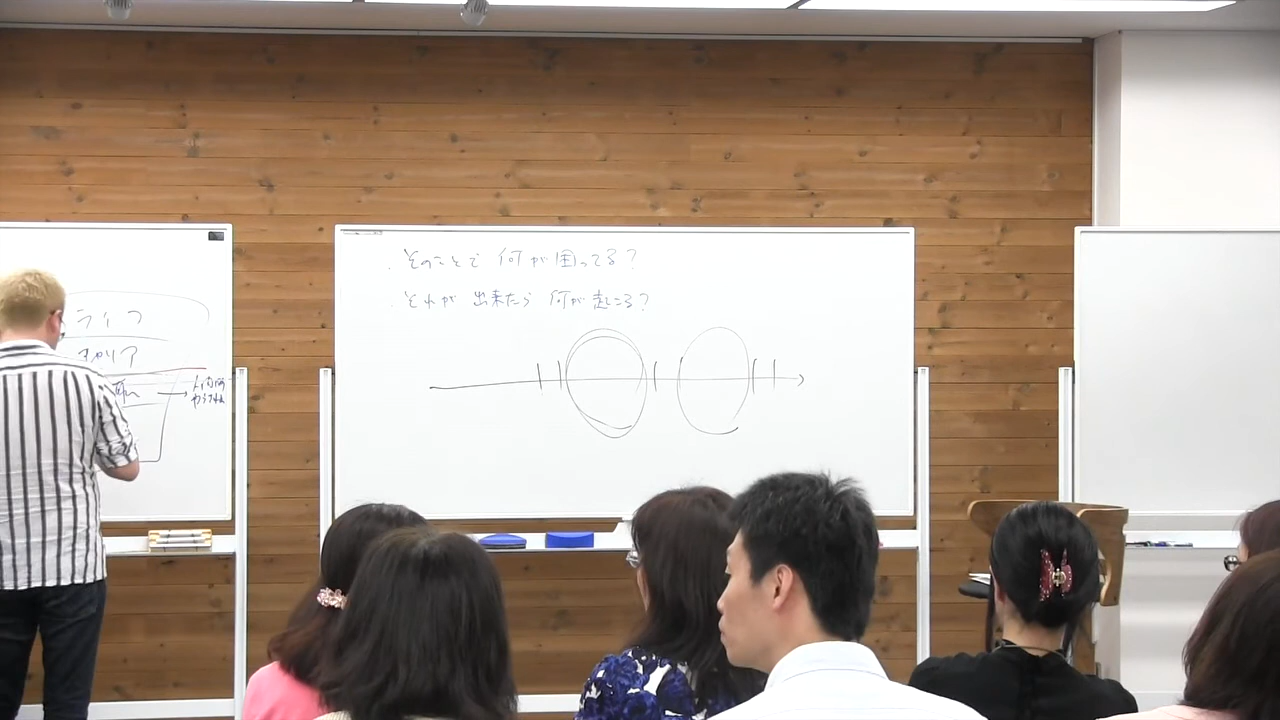 ライフ
キャリア
・そのことで 何が困ってる？
・それが 出来たら 何が起こる？